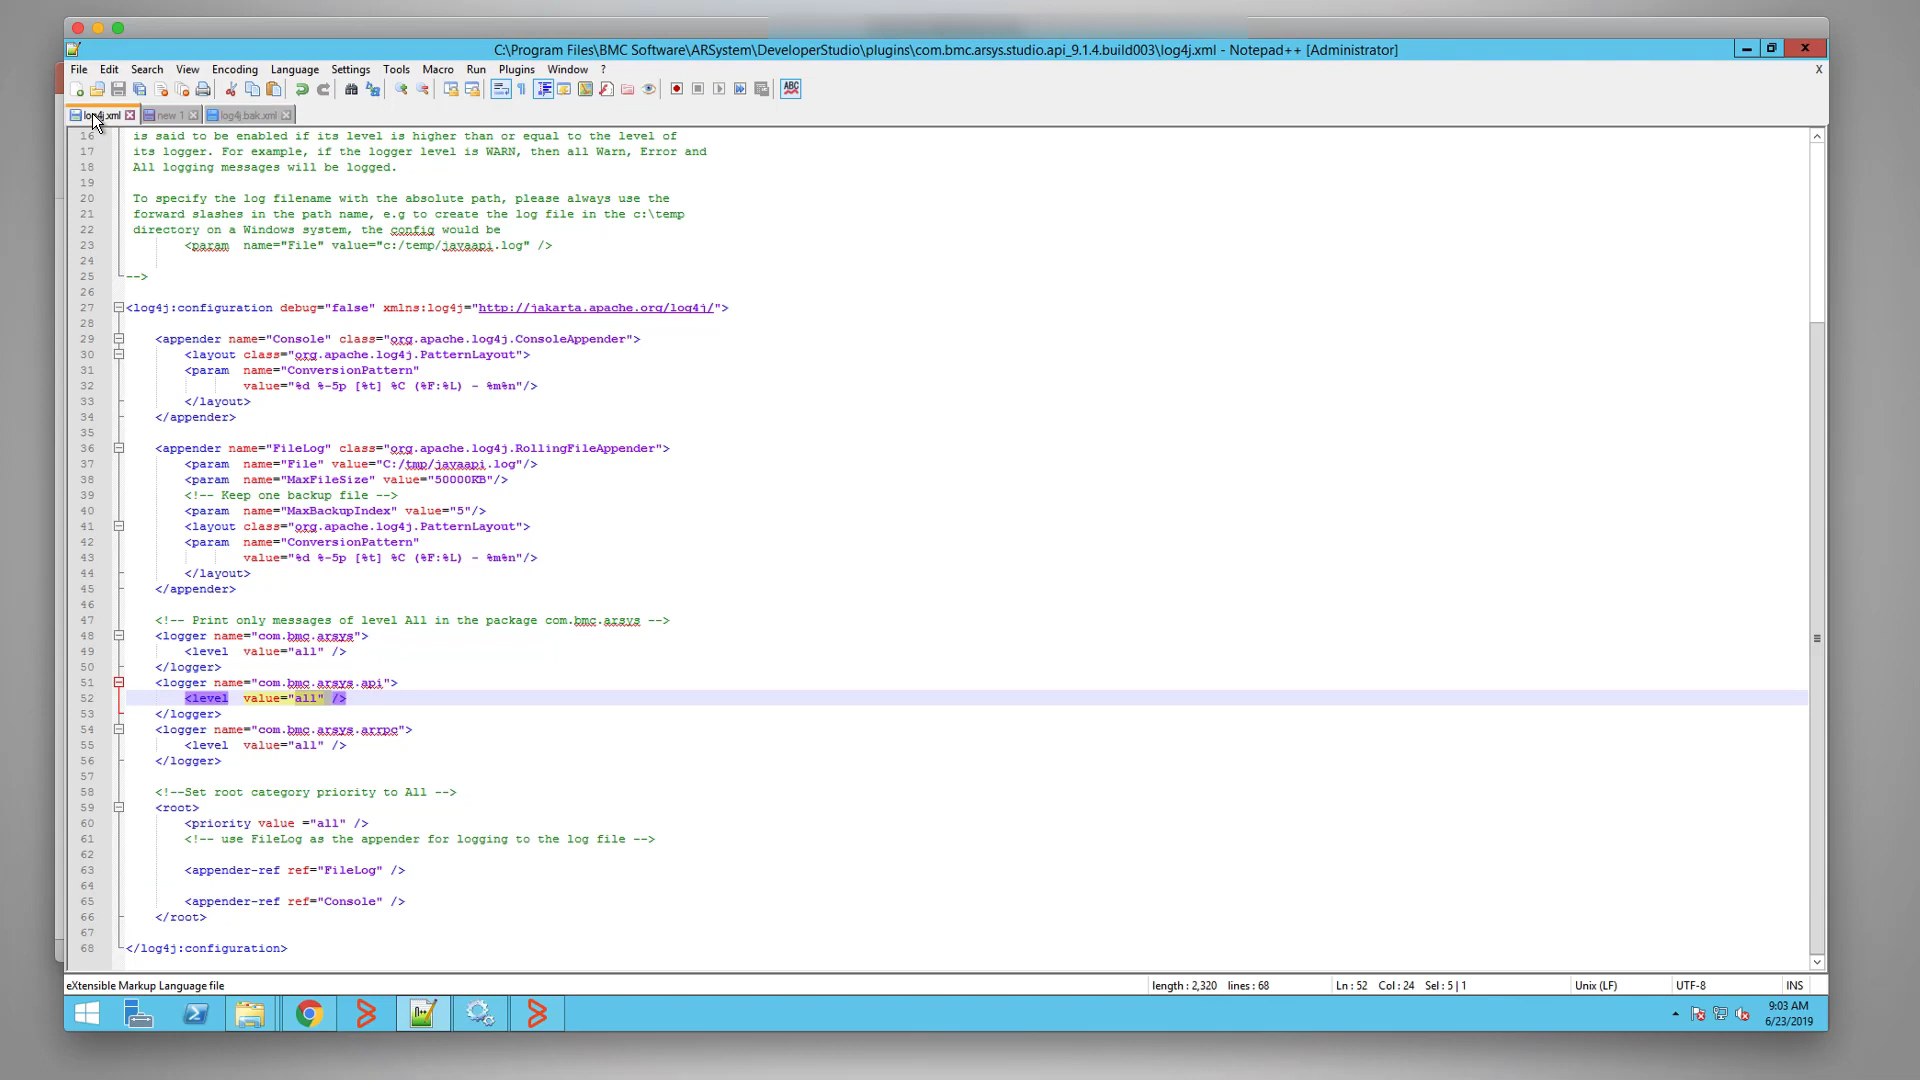 C:\Program Files\BMC Software\ARSystem\DeveloperStudio\plugins\com.bmc.arsys.studio.api_9.1.4.build003\log4j.xml - Notepad++ [Administrator]
File Edit Search View Encoding Language Settings Tools Macro Run Plugins Window ? X
log4j.xml new 1 log4j.bak.xml
16 is said to be enabled if its level is higher than or equal to the level of
17 its logger. For example, if the logger level is WARN, then all Warn, Error and
18 All logging messages will be logged.
19
20 To specify the log filename with the absolute path, please always use the
21 forward slashes in the path name, e.g to create the log file in the c:\temp
22 directory on a Windows system, the config would be
23 <param name="File" value="c:/temp/javaapi.log" />
24
25 -->
26
27 <log4j:configuration debug="false" xmlns:log4j="http://jakarta.apache.org/log4j/">
28
29 <appender name="Console" class="org.apache.log4j.ConsoleAppender">
30 <layout class="org.apache.log4j.PatternLayout">
31 <param name="ConversionPattern"
32 value="%d %-5p [%t] %C (%F:%L) - %m%n"/>
33 </layout>
34 </appender>
35
36 <appender name="FileLog" class="org.apache.log4j.RollingFileAppender">
37 <param name="File" value="C:/tmp/javaapi.log"/>
38 <param name="MaxFileSize" value="50000KB"/>
39 <!-- Keep one backup file -->
40 <param name="MaxBackupIndex" value="5"/>
41 <layout class="org.apache.log4j.PatternLayout">
42 <param name="ConversionPattern"
43 value="%d %-5p [%t] %C (%F:%L) - %m%n"/>
44 </layout>
45 </appender>
46
47 <!-- Print only messages of level All in the package com.bmc.arsys -->
48 <logger name="com.bmc.arsys">
49 <level value="all" />
50 </logger>
51 <logger name="com.bmc.arsys.api">
52 <level value="all" />
53 </logger>
54 <logger name="com.bmc.arsys.arrpc">
55 <level value="all" />
56 </logger>
57
58 <!--Set root category priority to All -->
59 <root>
60 <priority value ="all" />
61 <!-- use FileLog as the appender for logging to the log file -->
62
63 <appender-ref ref="FileLog" />
64
65 <appender-ref ref="Console" />
66 </root>
67
68 </log4j:configuration>
eXtensible Markup Language file length : 2,320 lines : 68 Ln : 52 Col : 24 Sel : 5 | 1 Unix (LF) UTF-8 INS
9:03 AM
6/23/2019